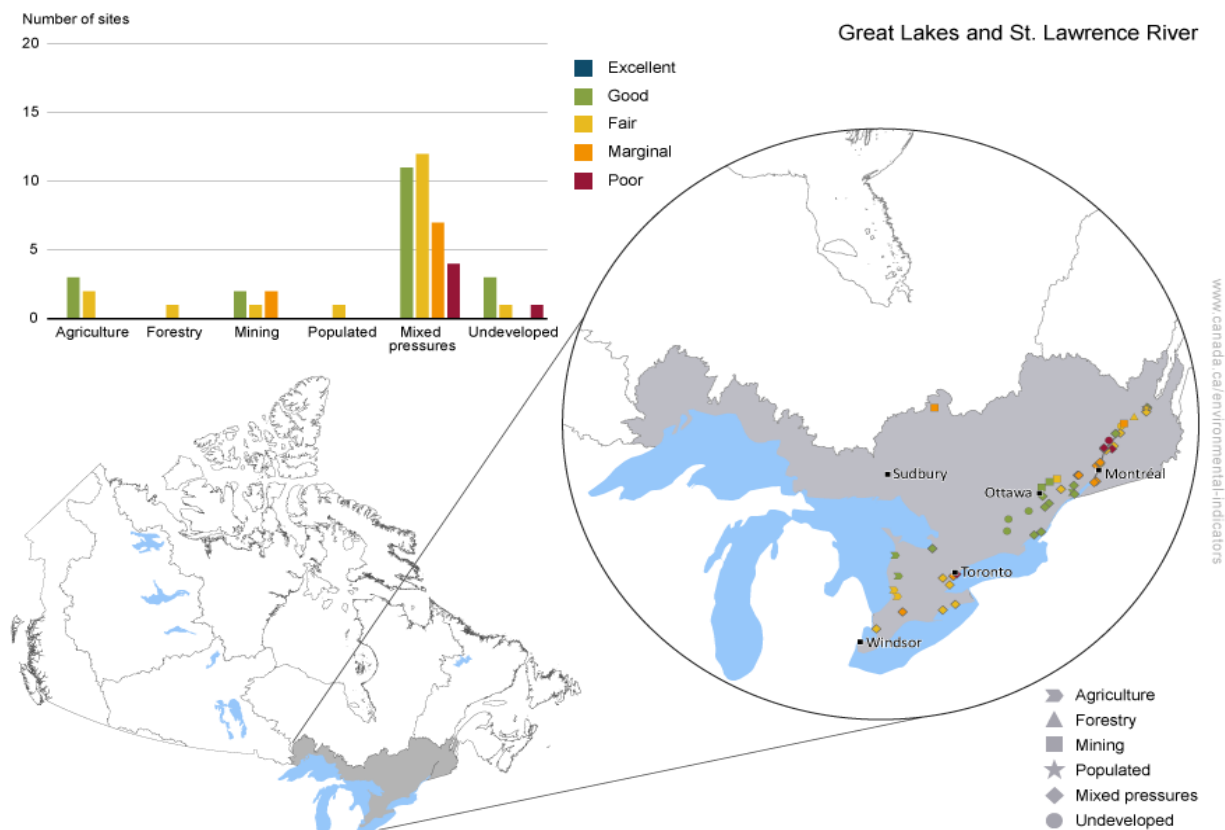 Number of sites
20
15
10
5
0
Agriculture
Forestry
Mining
Populated
Mixed
pressures
Undeveloped
Excellent
Good
Fair
Marginal
Poor
Great Lakes and St. Lawrence River
Sudbury
Ottawa
Montréal
Toronto
Windsor
Agriculture
Forestry
Mining
Populated
Mixed pressures
Undeveloped
www.canada.ca/environmental-indicators